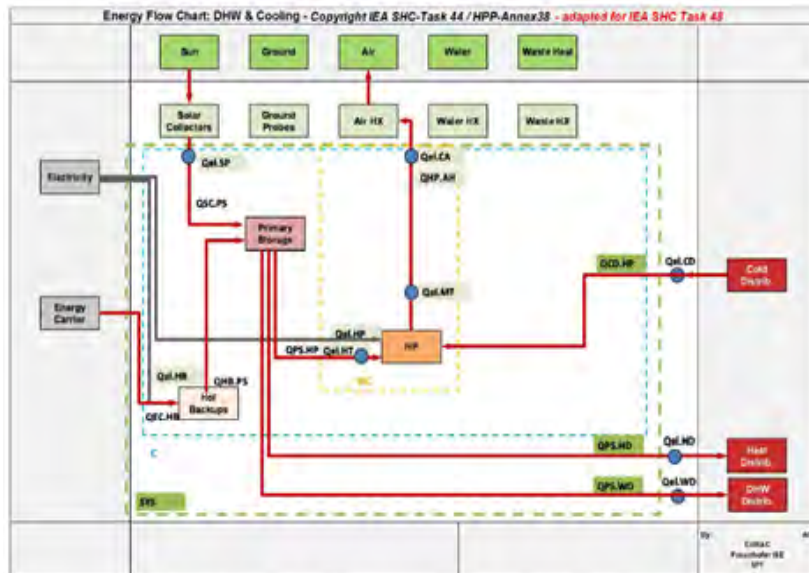 Energy Flow Chart: DHW & Cooling - Copyright IEA SHC-Task 44 / HPP-Annex38 - adapted for IEA SHC Task 48
Sun
Ground
Air
Water
Waste Heat
Solar
Collectors
Ground
Probes
Air HX
Water HX
Waste HX
Qel.SP
Qel.CA
QHP.AH
Electricity
QSC.PS
Primary
Storage
QCD.HP
Qel.CD
Cold
Distrib.
Qel.MT
Energy
Carrier
Qel.HP
QPS.HP
Qel.HT
HP
Qel.HB
QHB.PS
QEC.HB
Backups
C
QPS.HD
Qel.HD
Heat
Distrib.
QPS.WD
Qel.WD
DHW
Distrib.
SYS
By:
Fraunhofer ISE